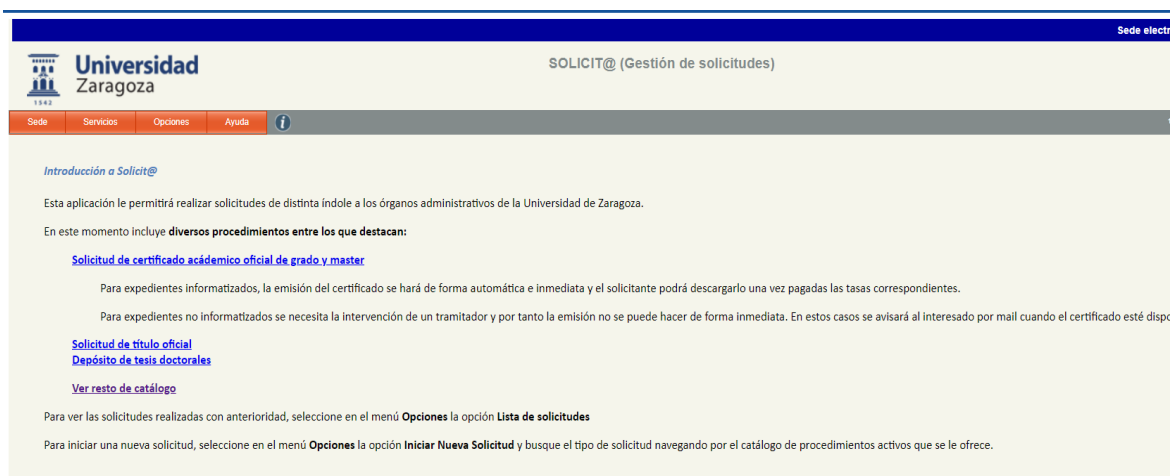 Sede electr
Universidad
Zaragoza
1542
SOLICIT@ (Gestión de solicitudes)
Sede Servicios Opciones Ayuda i
Introducción a Solicit@
Esta aplicación le permitirá realizar solicitudes de distinta índole a los órganos administrativos de la Universidad de Zaragoza.
En este momento incluye diversos procedimientos entre los que destacan:
Solicitud de certificado acádemico oficial de grado y master
Para expedientes informatizados, la emisión del certificado se hará de forma automática e inmediata y el solicitante podrá descargarlo una vez pagadas las tasas correspondientes.
Para expedientes no informatizados se necesita la intervención de un tramitador y por tanto la emisión no se puede hacer de forma inmediata. En estos casos se avisará al interesado por mail cuando el certificado esté dispo
Solicitud de título oficial
Depósito de tesis doctorales
Ver resto de catálogo
Para ver las solicitudes realizadas con anterioridad, seleccione en el menú Opciones la opción Lista de solicitudes
Para iniciar una nueva solicitud, seleccione en el menú Opciones la opción Iniciar Nueva Solicitud y busque el tipo de solicitud navegando por el catálogo de procedimientos activos que se le ofrece.